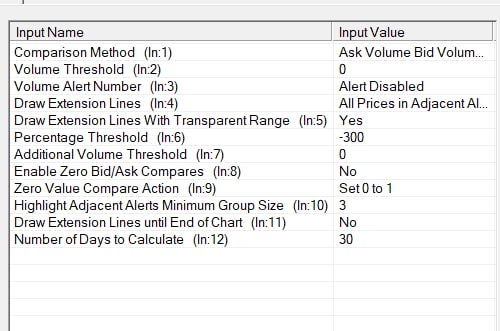 Input Name Input Value
Comparison Method (In:1) Ask Volume Bid Volum...
Volume Threshold (In:2) 0
Volume Alert Number (In:3) Alert Disabled
Draw Extension Lines (In:4) All Prices in Adjacent Al...
Draw Extension Lines With Transparent Range (In:5) Yes
Percentage Threshold (In:6) -300
Additional Volume Threshold (In:7) 0
Enable Zero Bid/Ask Compares (In:8) No
Zero Value Compare Action (In:9) Set 0 to 1
Highlight Adjacent Alerts Minimum Group Size (In:10) 3
Draw Extension Lines until End of Chart (In:11) No
Number of Days to Calculate (In:12) 30